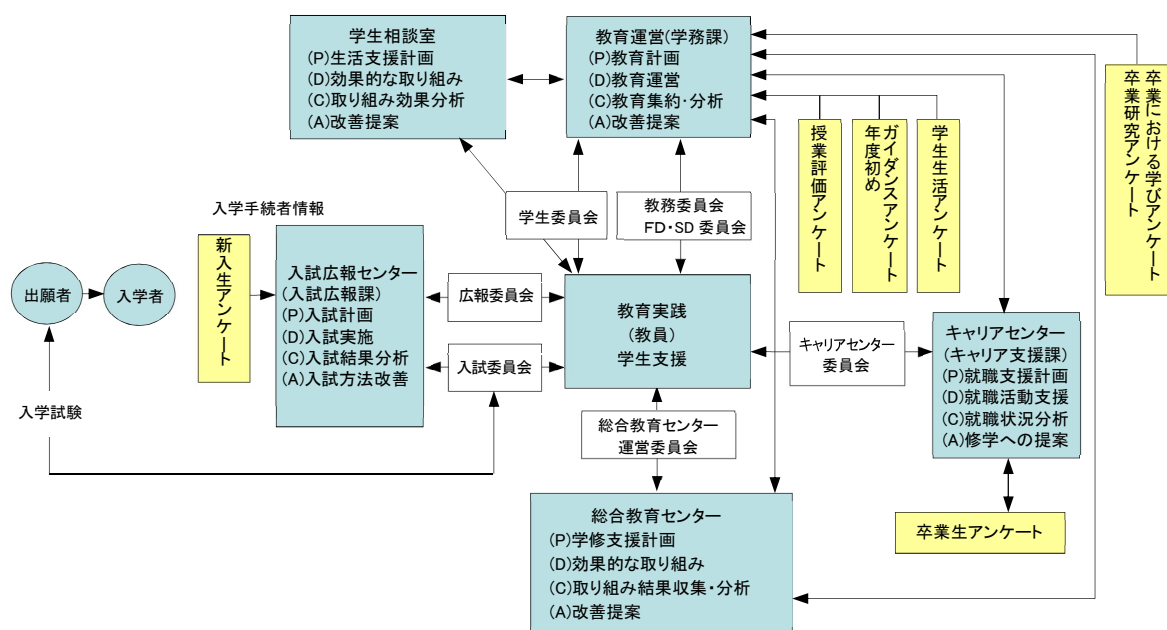 学生相談室
(P)生活支援計画
(D)効果的な取り組み
(C)取り組み効果分析
(A)改善提案
教育運営(学務課)
(P)教育計画
(D)教育運営
(C)教育集約・分析
(A)改善提案
卒業における学びアンケート
卒業研究アンケート
授業評価アンケート
年度初め
ガイダンスアンケート
学生生活アンケート
学生委員会
教務委員会
FD・SD 委員会
入学手続者情報
新入生アンケート
出願者
入学者
入試広報センター
(入試広報課)
(P)入試計画
(D)入試実施
(C)入試結果分析
(A)入試方法改善
広報委員会
入試委員会
教育実践
(教員)
学生支援
キャリアセンター
委員会
キャリアセンター
(キャリア支援課)
(P)就職支援計画
(D)就職活動支援
(C)就職状況分析
(A)修学への提案
入学試験
総合教育センター
運営委員会
総合教育センター
(P)学修支援計画
(D)効果的な取り組み
(C)取り組み結果収集・分析
(A)改善提案
卒業生アンケート